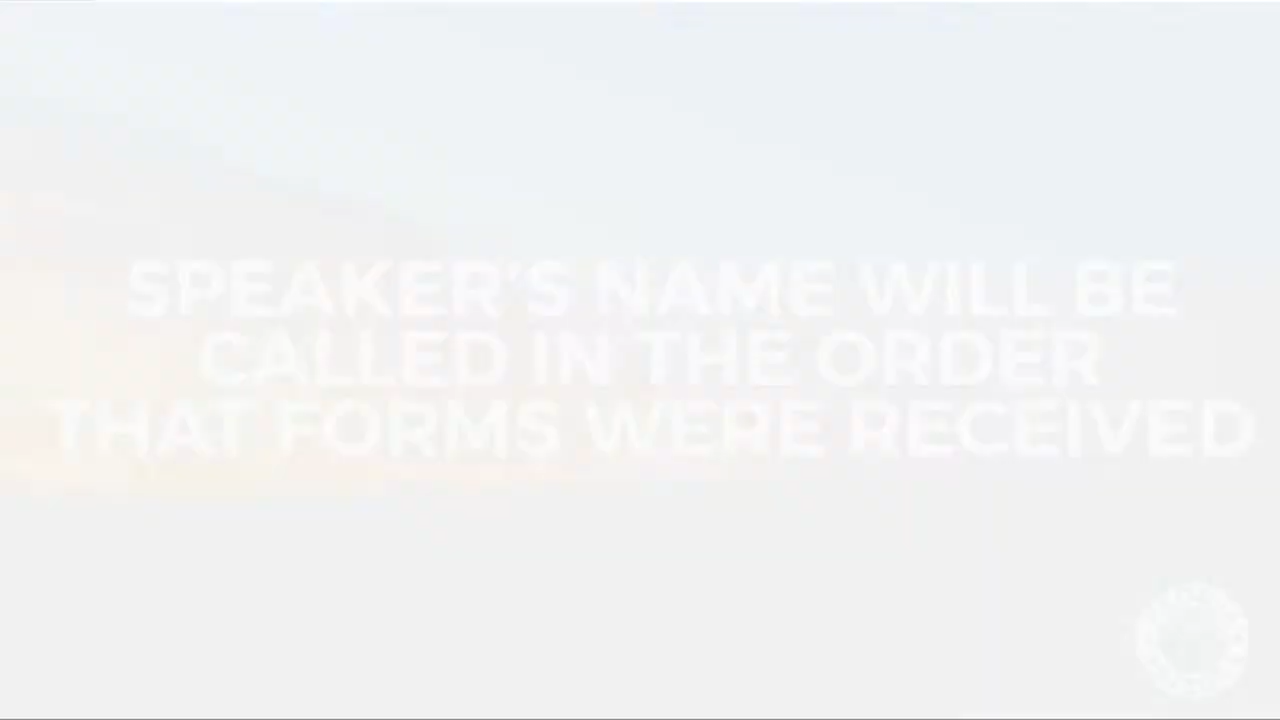 SPEAKER'S NAME WILL BE
CALLED IN THE ORDER
THAT FORMS WERE RECEIVED